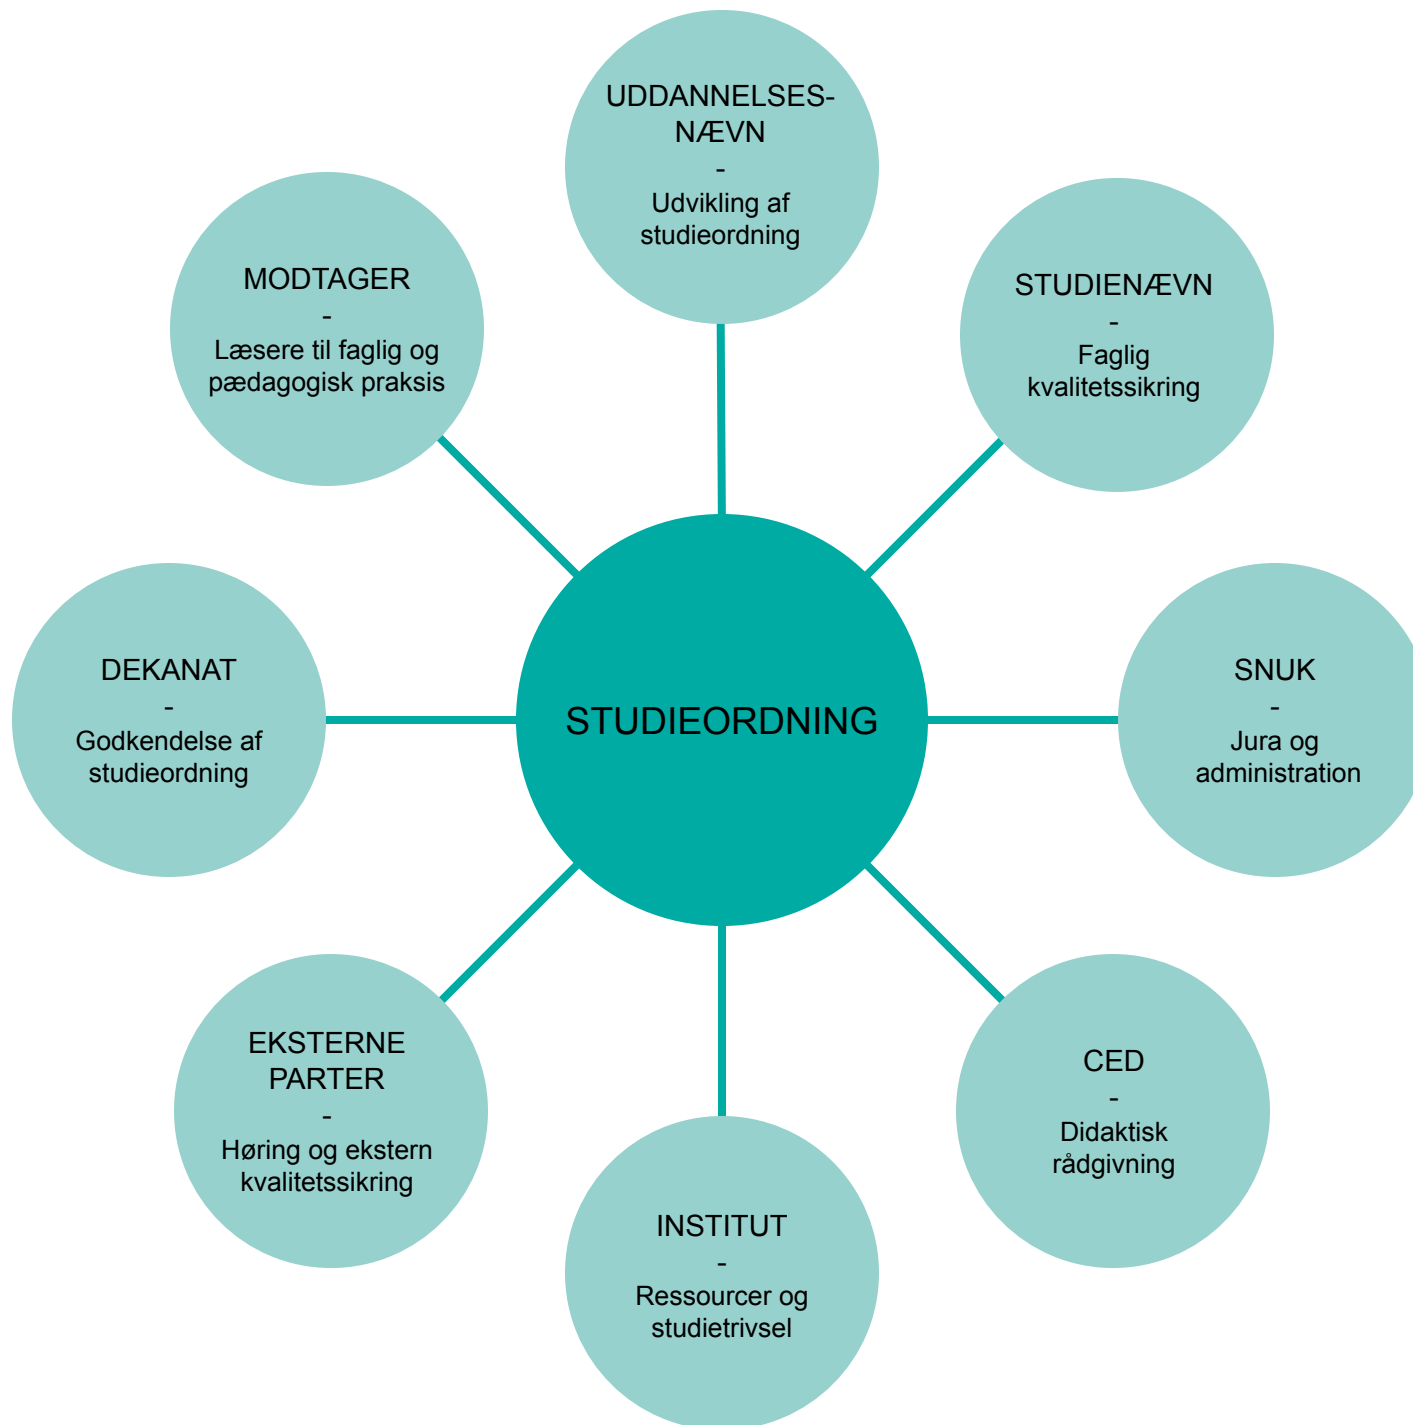 UDDANNELSES-
NÆVN
-
Udvikling af
studieordning
MODTAGER
-
Læsere til faglig og
pædagogisk praksis
STUDIENÆVN
-
Faglig
kvalitetssikring
DEKANAT
-
Godkendelse af
studieordning
STUDIEORDNING
SNUK
-
Jura og
administration
EKSTERNE
PARTER
-
Høring og ekstern
kvalitetssikring
CED
-
Didaktisk
rådgivning
INSTITUT
-
Ressourcer og
studietrivsel